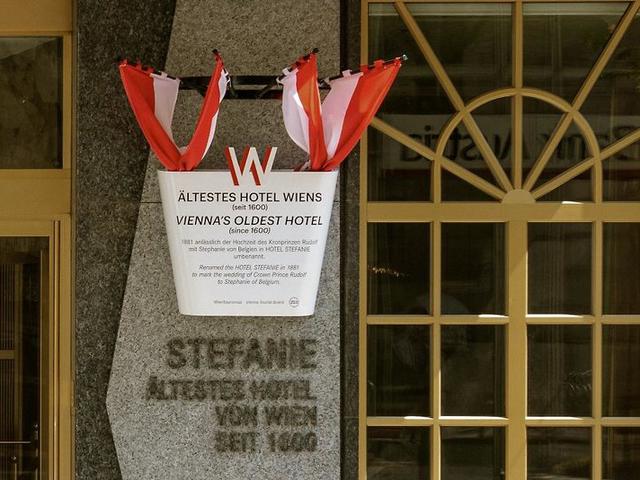 W
ÄLTESTES HOTEL WIENS
(seit 1600)
VIENNA'S OLDEST HOTEL
(since 1600)
1881 anlässlich der Hochzeit des Kronprinzen Rudolf
mit Stephanie von Belgien in HOTEL STEFANIE
umbenannt.
Renamed the HOTEL STEFANIE in 1881
to mark the wedding of Crown Prince Rudolf
to Stephanie of Belgium.
STEFANIE
ÄLTESTES HOTEL
VON WIEN
SEIT 1600
Bank Austria